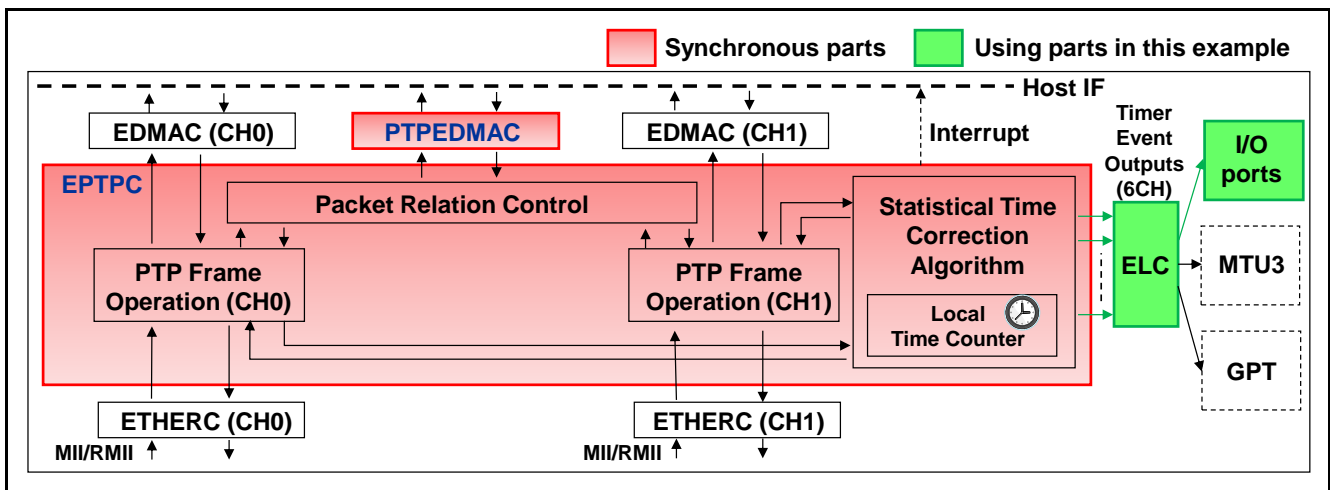 Synchronous parts
Using parts in this example
Host IF
EDMAC (CH0)
PTPEDMAC
EDMAC (CH1)
Interrupt
Timer
Event
Outputs
(6CH)
I/O
ports
EPTPC
Packet Relation Control
Statistical Time
Correction
Algorithm
PTP Frame
Operation (CH0)
PTP Frame
Operation (CH1)
ELC
MTU3
Local
Time Counter
GPT
ETHERC (CH0)
ETHERC (CH1)
MII/RMII
MII/RMII